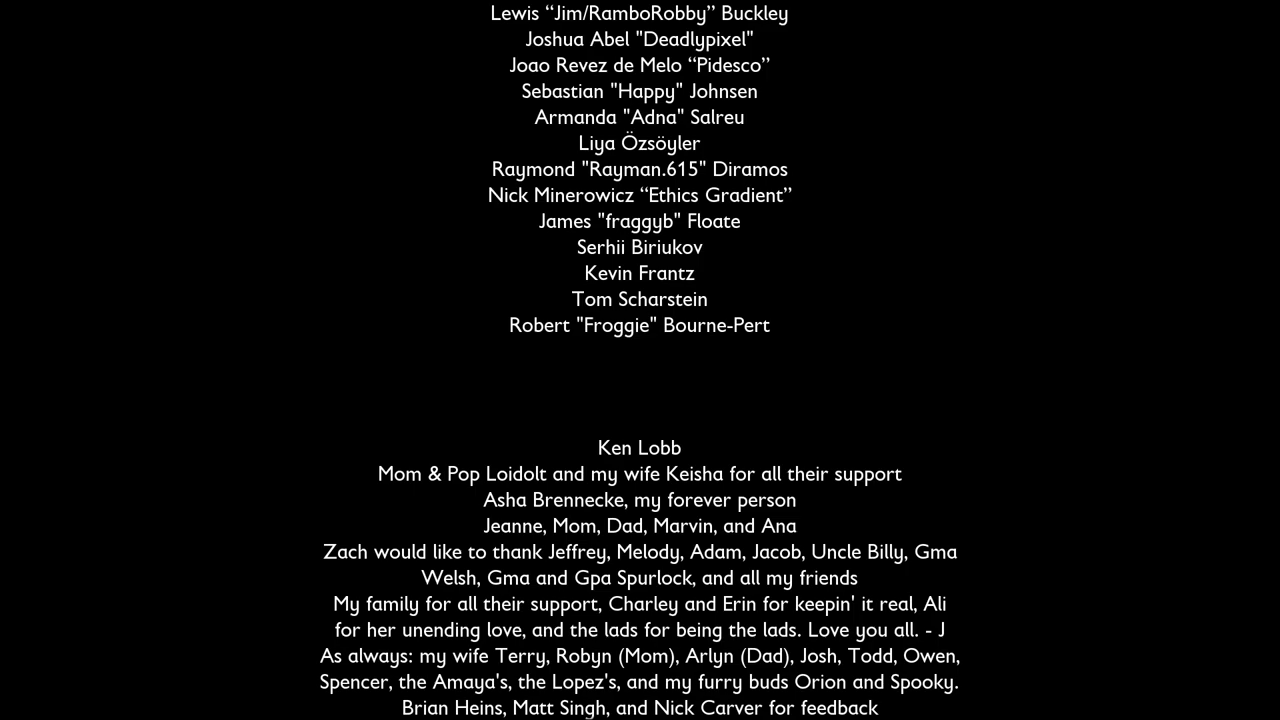 Lewis “Jim/RamboRobby” Buckley
Joshua Abel "Deadlypixel"
Joao Revez de Melo “Pidesco”
Sebastian "Happy" Johnsen
Armanda "Adna" Salreu
Liya Özsöyler
Raymond "Rayman.615" Diramos
Nick Minerowicz “Ethics Gradient”
James "fraggyb" Floate
Serhii Biriukov
Kevin Frantz
Tom Scharstein
Robert "Froggie" Bourne-Pert
Ken Lobb
Mom & Pop Loidolt and my wife Keisha for all their support
Asha Brennecke, my forever person
Jeanne, Mom, Dad, Marvin, and Ana
Zach would like to thank Jeffrey, Melody, Adam, Jacob, Uncle Billy, Gma
Welsh, Gma and Gpa Spurlock, and all my friends
My family for all their support, Charley and Erin for keepin' it real, Ali
for her unending love, and the lads for being the lads. Love you all. - J
As always: my wife Terry, Robyn (Mom), Arlyn (Dad), Josh, Todd, Owen,
Spencer, the Amaya's, the Lopez's, and my furry buds Orion and Spooky.
Brian Heins, Matt Singh, and Nick Carver for feedback